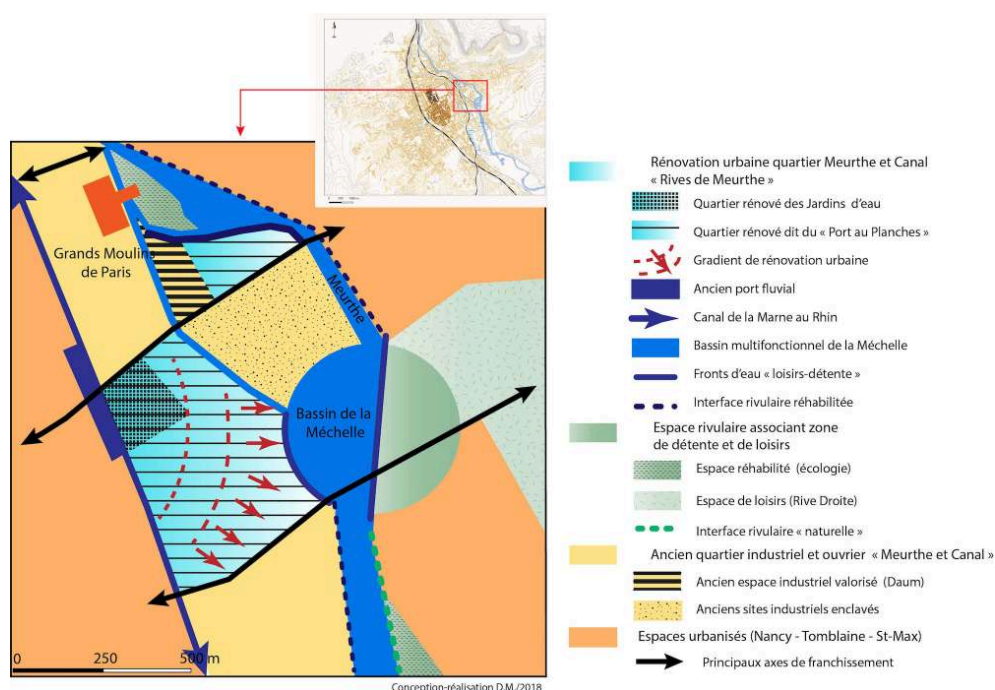 Grands Moulins
de Paris
Meurthe
Bassin de la
Méchelle
0 250 500 m
Conception-réalisation D.M./2018
Rénovation urbaine quartier Meurthe et Canal
« Rives de Meurthe »
Quartier rénové des Jardins d'eau
Quartier rénové dit du « Port au Planches »
Gradient de rénovation urbaine
Ancien port fluvial
Canal de la Marne au Rhin
Bassin multifonctionnel de la Méchelle
Fronts d'eau « loisirs-détente »
Interface rivulaire réhabilitée
Espace rivulaire associant zone
de détente et de loisirs
Espace réhabilité (écologie)
Espace de loisirs (Rive Droite)
Interface rivulaire « naturelle »
Ancien quartier industriel et ouvrier « Meurthe et Canal »
Ancien espace industriel valorisé (Daum)
Anciens sites industriels enclavés
Espaces urbanisés (Nancy - Tomblaine - St-Max)
Principaux axes de franchissement